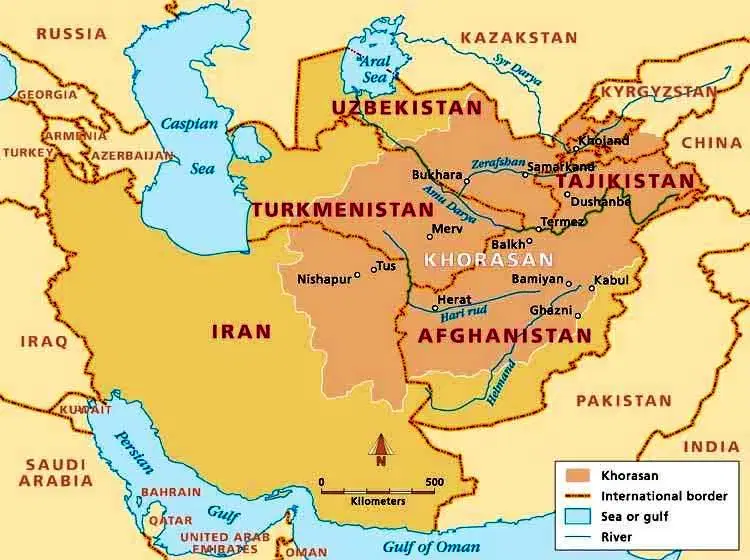 RUSSIA
KAZAKSTAN
Aral
Sea
Syr Darya
KYRGYZSTAN
GEORGIA
UZBEKISTAN
Caspian
Sea
ARMENIA
TURKEY
AZERBAIJAN
Khojand
CHINA
Zerafshan
Samarkand
Bukhara
TAJIKISTAN
Amu Darya
Dushanbe
TURKMENISTAN
Termez
Merv
Balkh
KHORASAN
Tus
Nishapur
Bamiyan
Kabul
Herat
Hari rud
Ghazni
IRAN
AFGHANISTAN
IRAQ
Helmand
PAKISTAN
KUWAIT
Persian
Gulf
INDIA
SAUDI
ARABIA
N
0 500
Kilometers
BAHRAIN
QATAR
UNITED ARAB
EMIRATES
OMAN
Gulf of Oman
Khorasan
International border
Sea or gulf
River